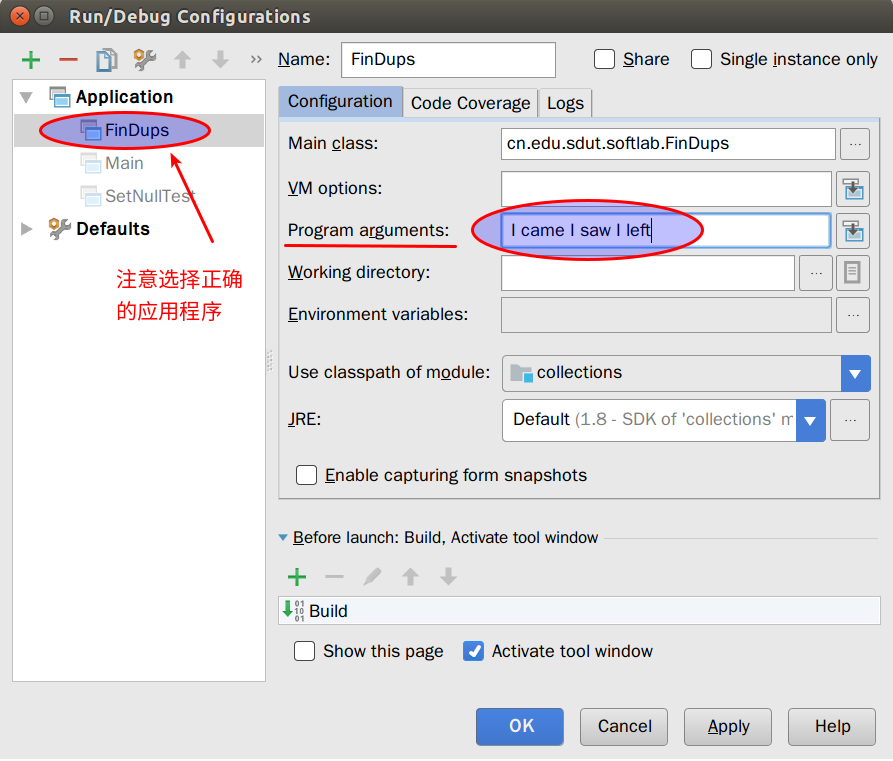 Run/Debug Configurations
Name: FinDups
Share
Single instance only
Application
FinDups
Main
SetNullTest
Defaults
注意选择正确
的应用程序
Configuration
Code Coverage
Logs
Main class: cn.edu.sdut.softlab.FinDups
VM options:
Program arguments: I came I saw I left
Working directory:
Environment variables:
Use classpath of module: collections
JRE: Default (1.8 - SDK of 'collections' m
Enable capturing form snapshots
Before launch: Build, Activate tool window
01
10
01
Build
Show this page
Activate tool window
OK
Cancel
Apply
Help